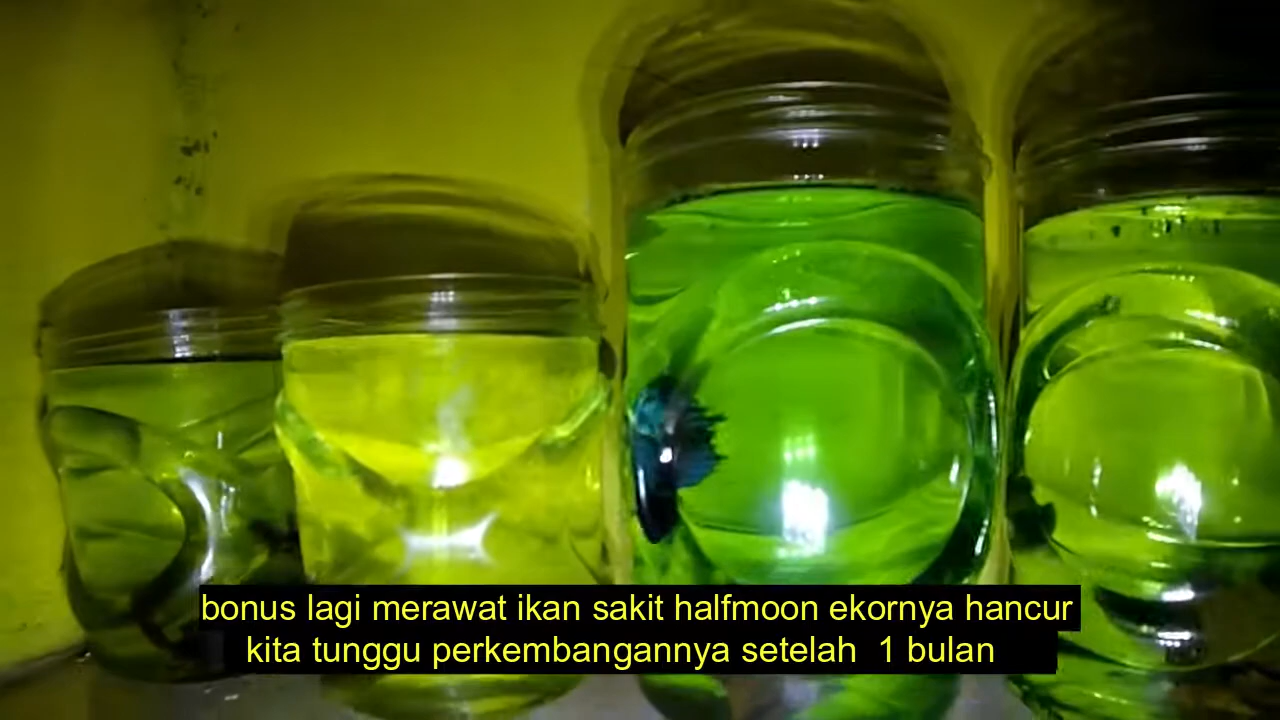 bonus lagi merawat ikan sakit halfmoon ekornya hancur
kita tunggu perkembangannya setelah 1 bulan